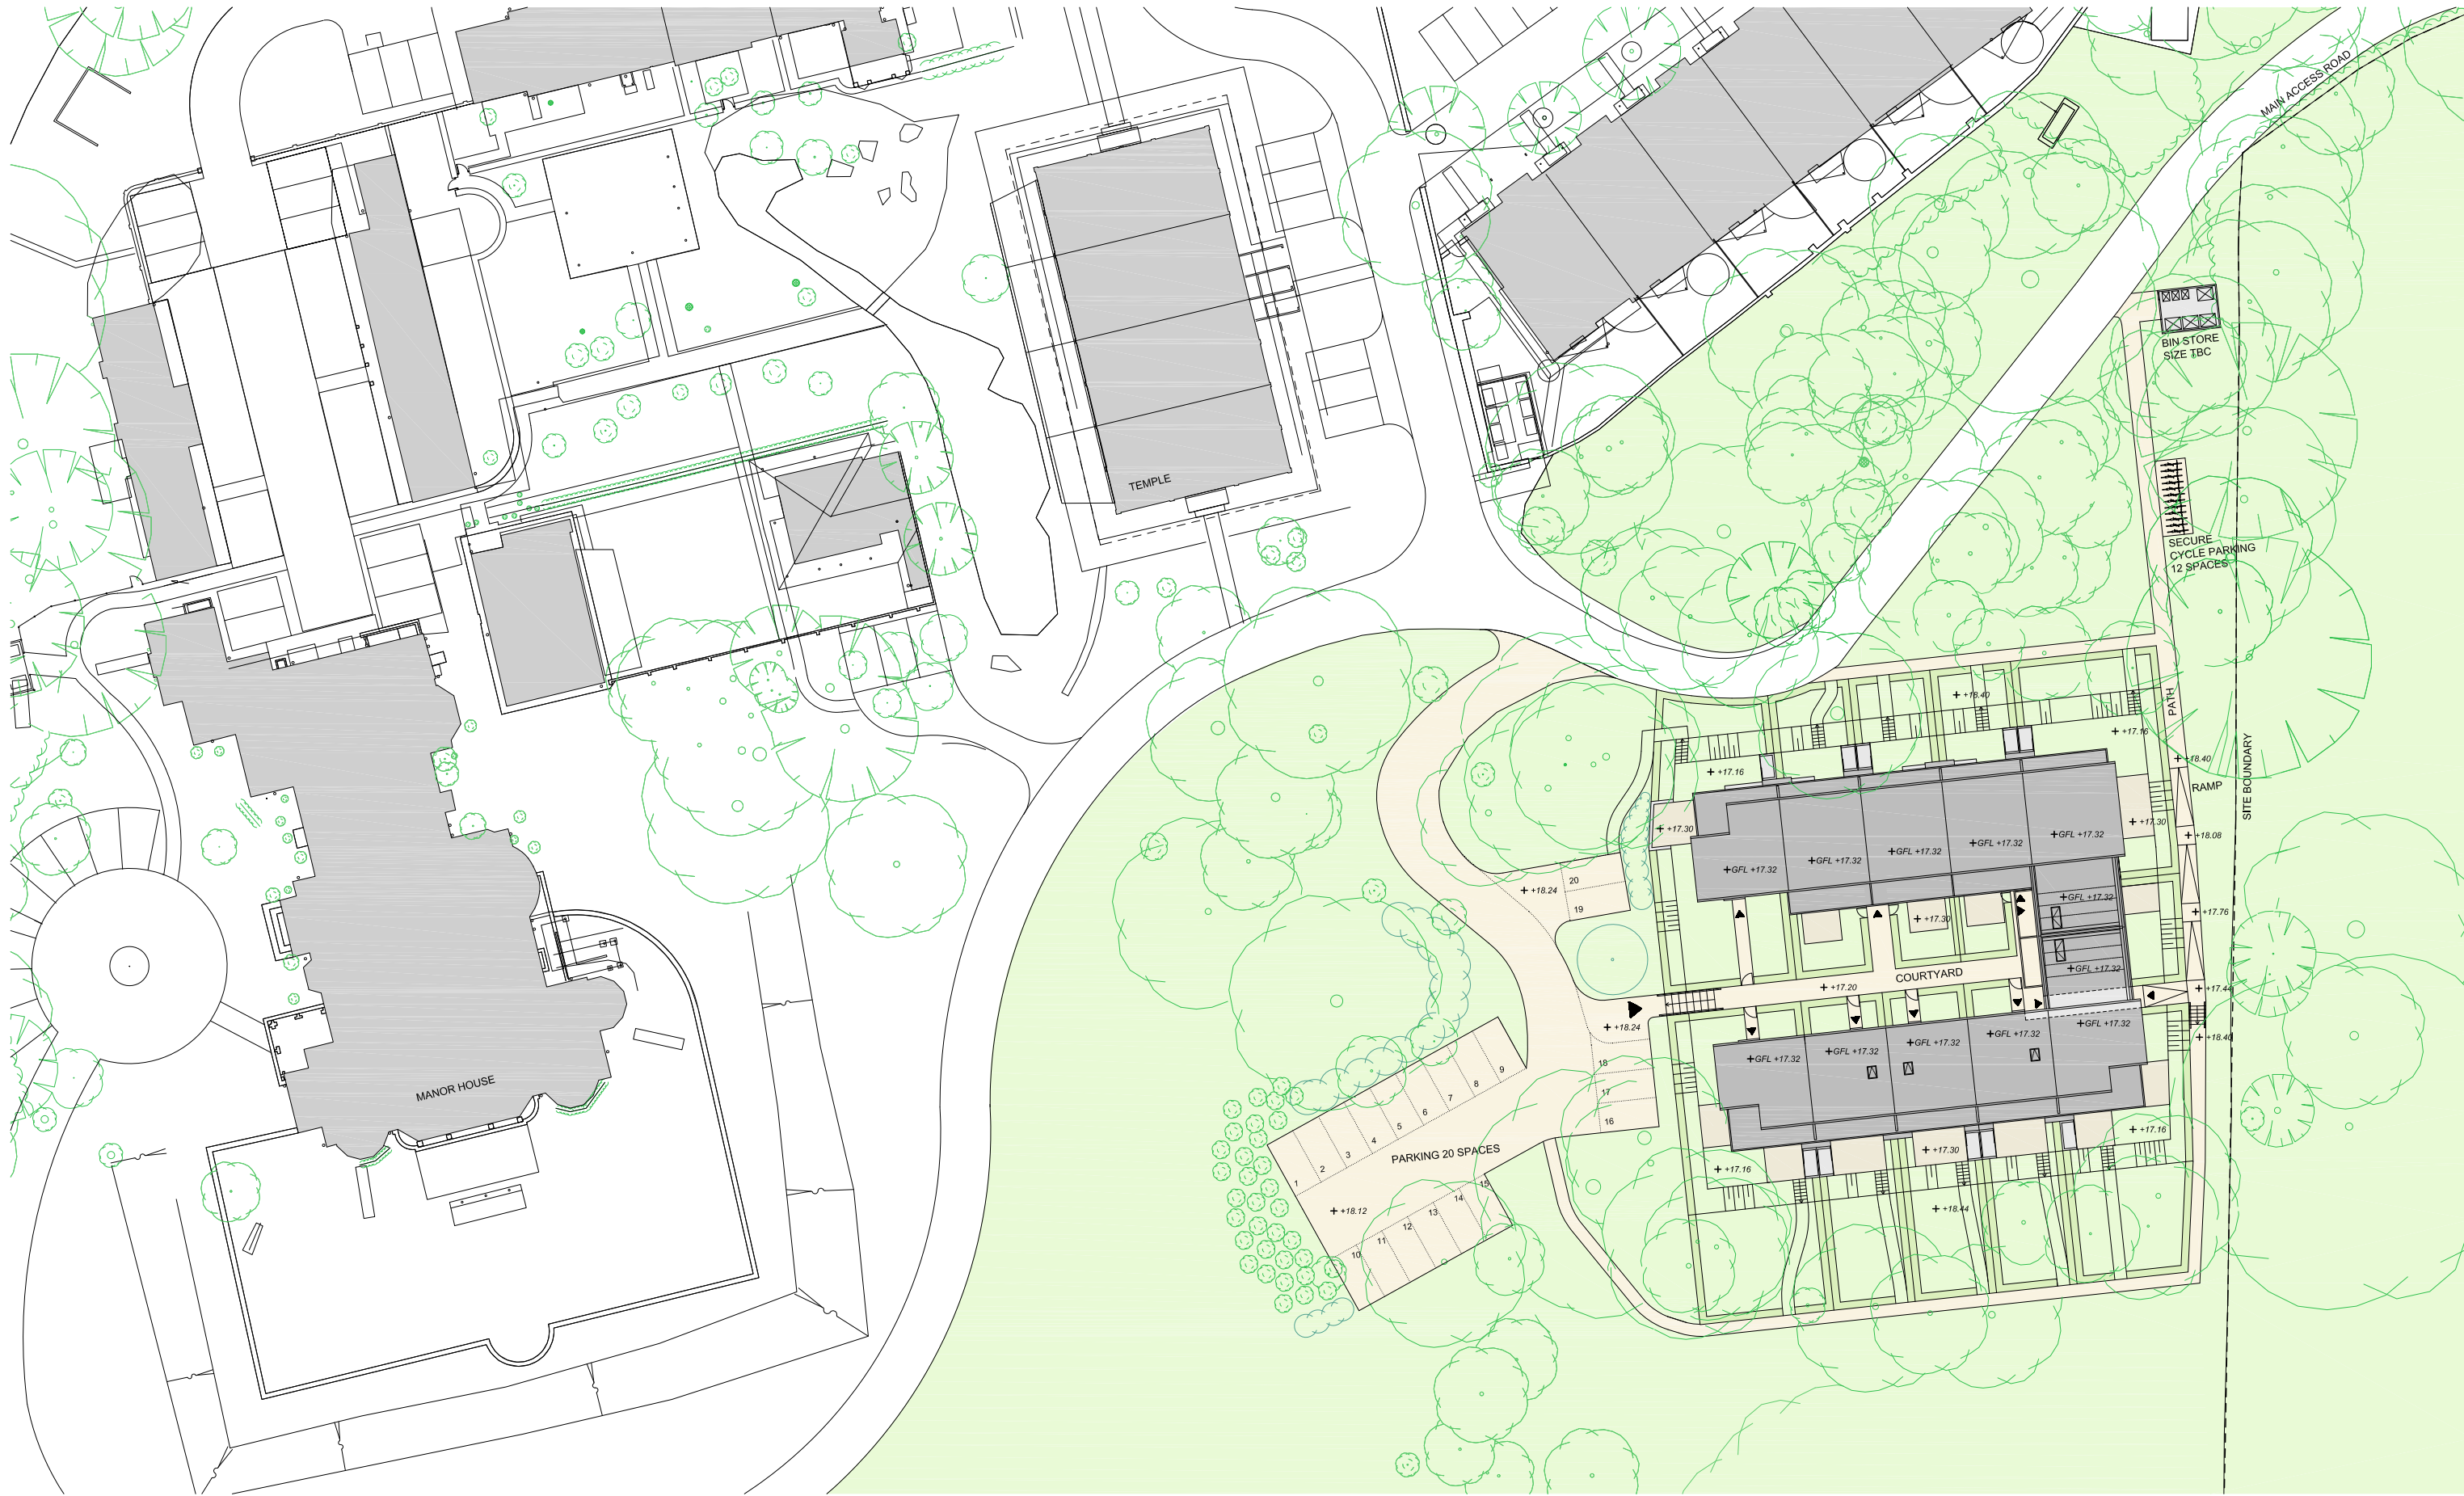 MAIN ACCESS ROAD
BIN STORE
SIZE TBC
TEMPLE
SECURE
CYCLE PARKING
12 SPACES
PATH
SITE BOUNDARY
+18.40
+17.16
+17.16
+18.40
RAMP
+17.30
+17.30
+18.08
GFL +17.32
GFL +17.32
GFL +17.32
GFL +17.32
GFL +17.32
+18.24
20
19
GFL +17.32
+17.30
+17.76
GFL +17.32
COURTYARD
+17.20
+17.44
+18.24
GFL +17.32
GFL +17.32
GFL +17.32
GFL +17.32
GFL +17.32
+18.40
18
17
16
9
8
7
6
5
4
3
2
1
MANOR HOUSE
PARKING 20 SPACES
+17.16
+17.30
+17.16
15
14
13
12
11
10
+18.12
+18.44